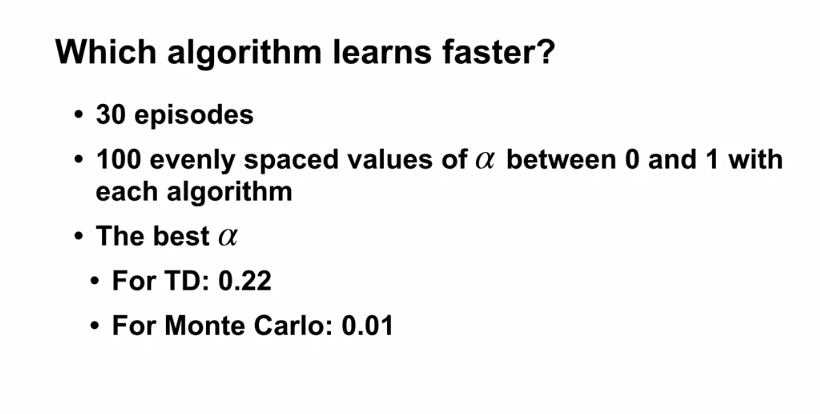 Which algorithm learns faster?
• 30 episodes
• 100 evenly spaced values of α between 0 and 1 with
each algorithm
• The best α
• For TD: 0.22
• For Monte Carlo: 0.01